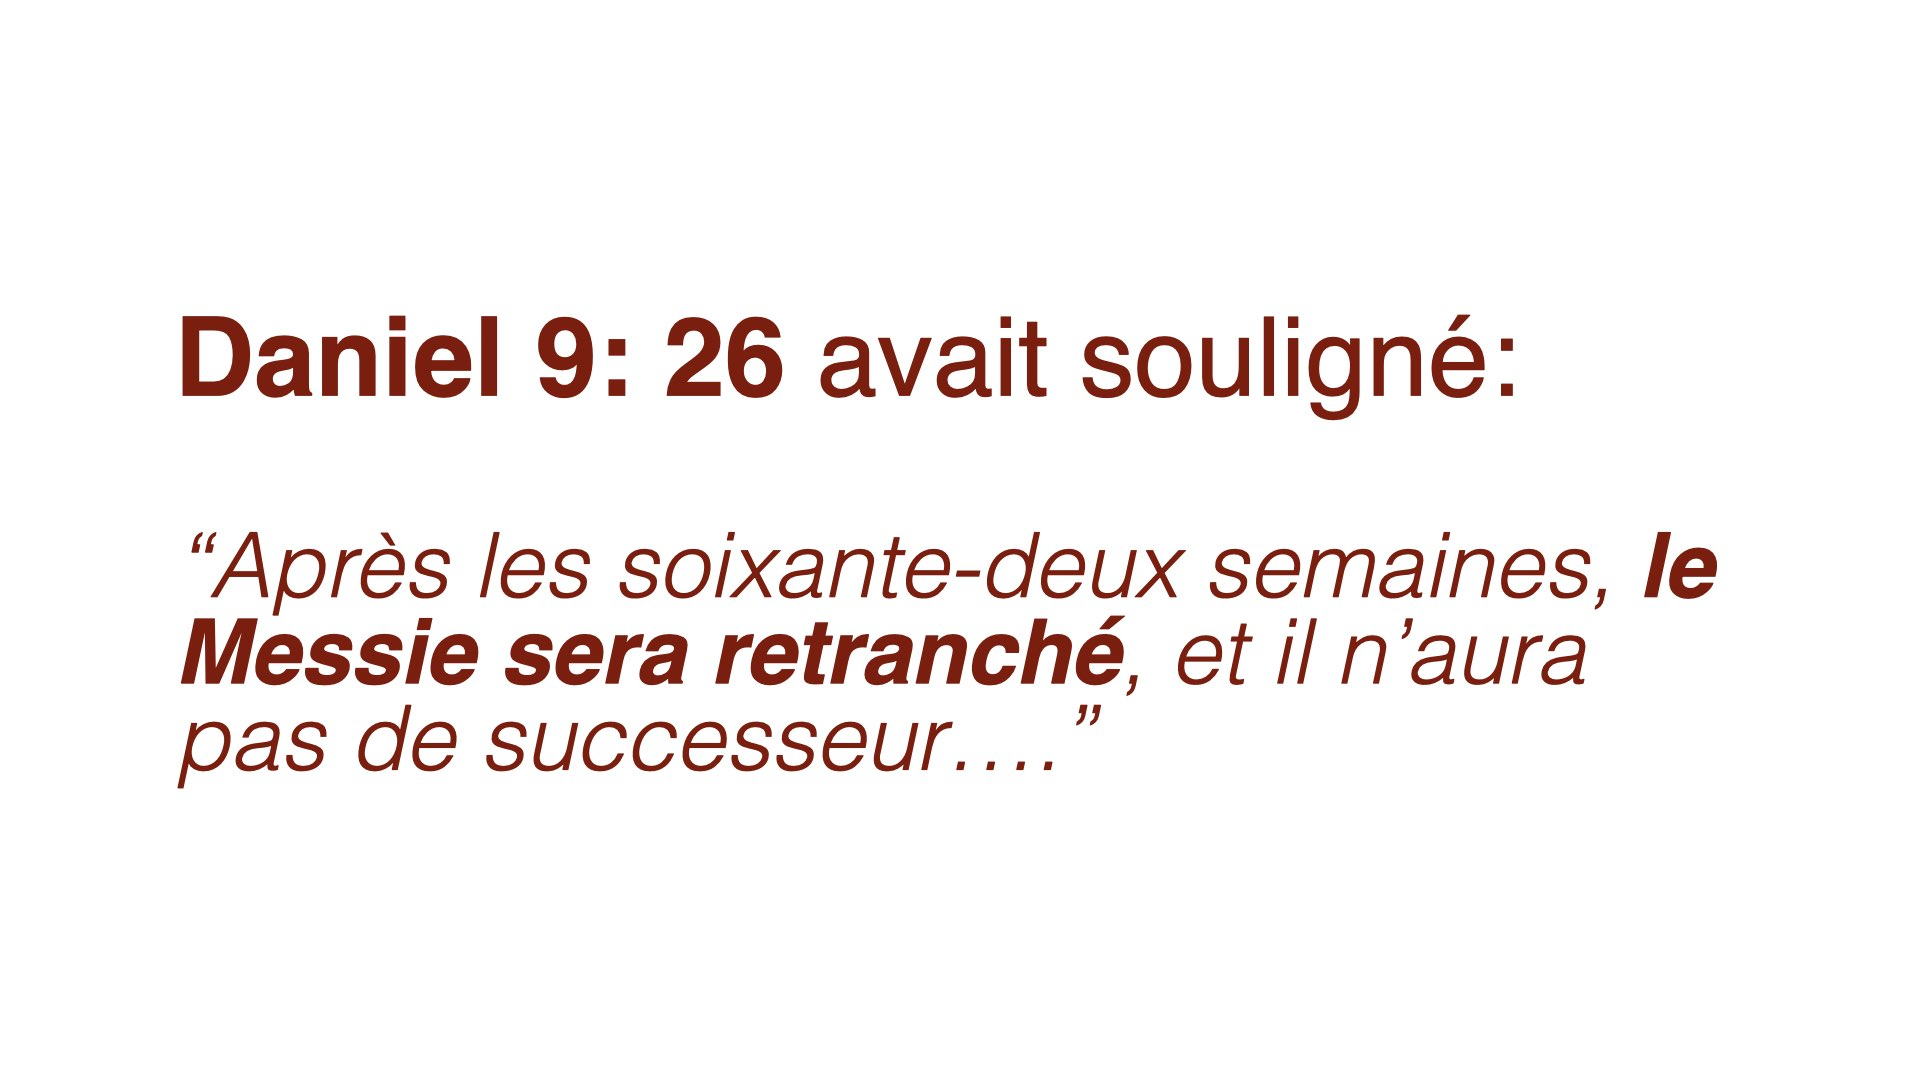 Daniel 9: 26 avait souligné:
“Après les soixante-deux semaines, le
Messie sera retranché, et il n’aura
pas de successeur….”